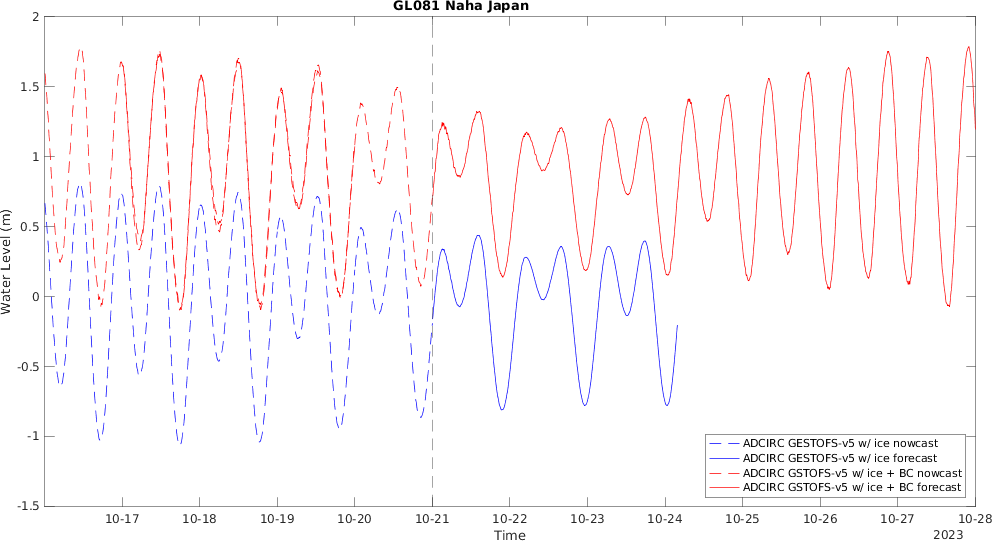 GL081 Naha Japan
2
1.5
1
0.5
0
-0.5
-1
-1.5
Water Level (m)
ADCIRC GESTOFS-v5 w/ ice nowcast
ADCIRC GESTOFS-v5 w/ ice forecast
ADCIRC GSTOFS-v5 w/ ice + BC nowcast
ADCIRC GSTOFS-v5 w/ ice + BC forecast
10-17 10-18 10-19 10-20 10-21 10-22 10-23 10-24 10-25 10-26 10-27 10-28
Time
2023